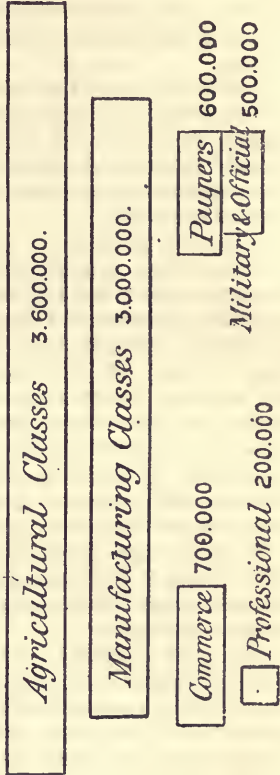 Agricultural Classes 3.600.000.
Manufacturing Classes 3.000.000.
Commerce 700.000
Paupers 600.000
Professional 200.000
Military & Official 500.000